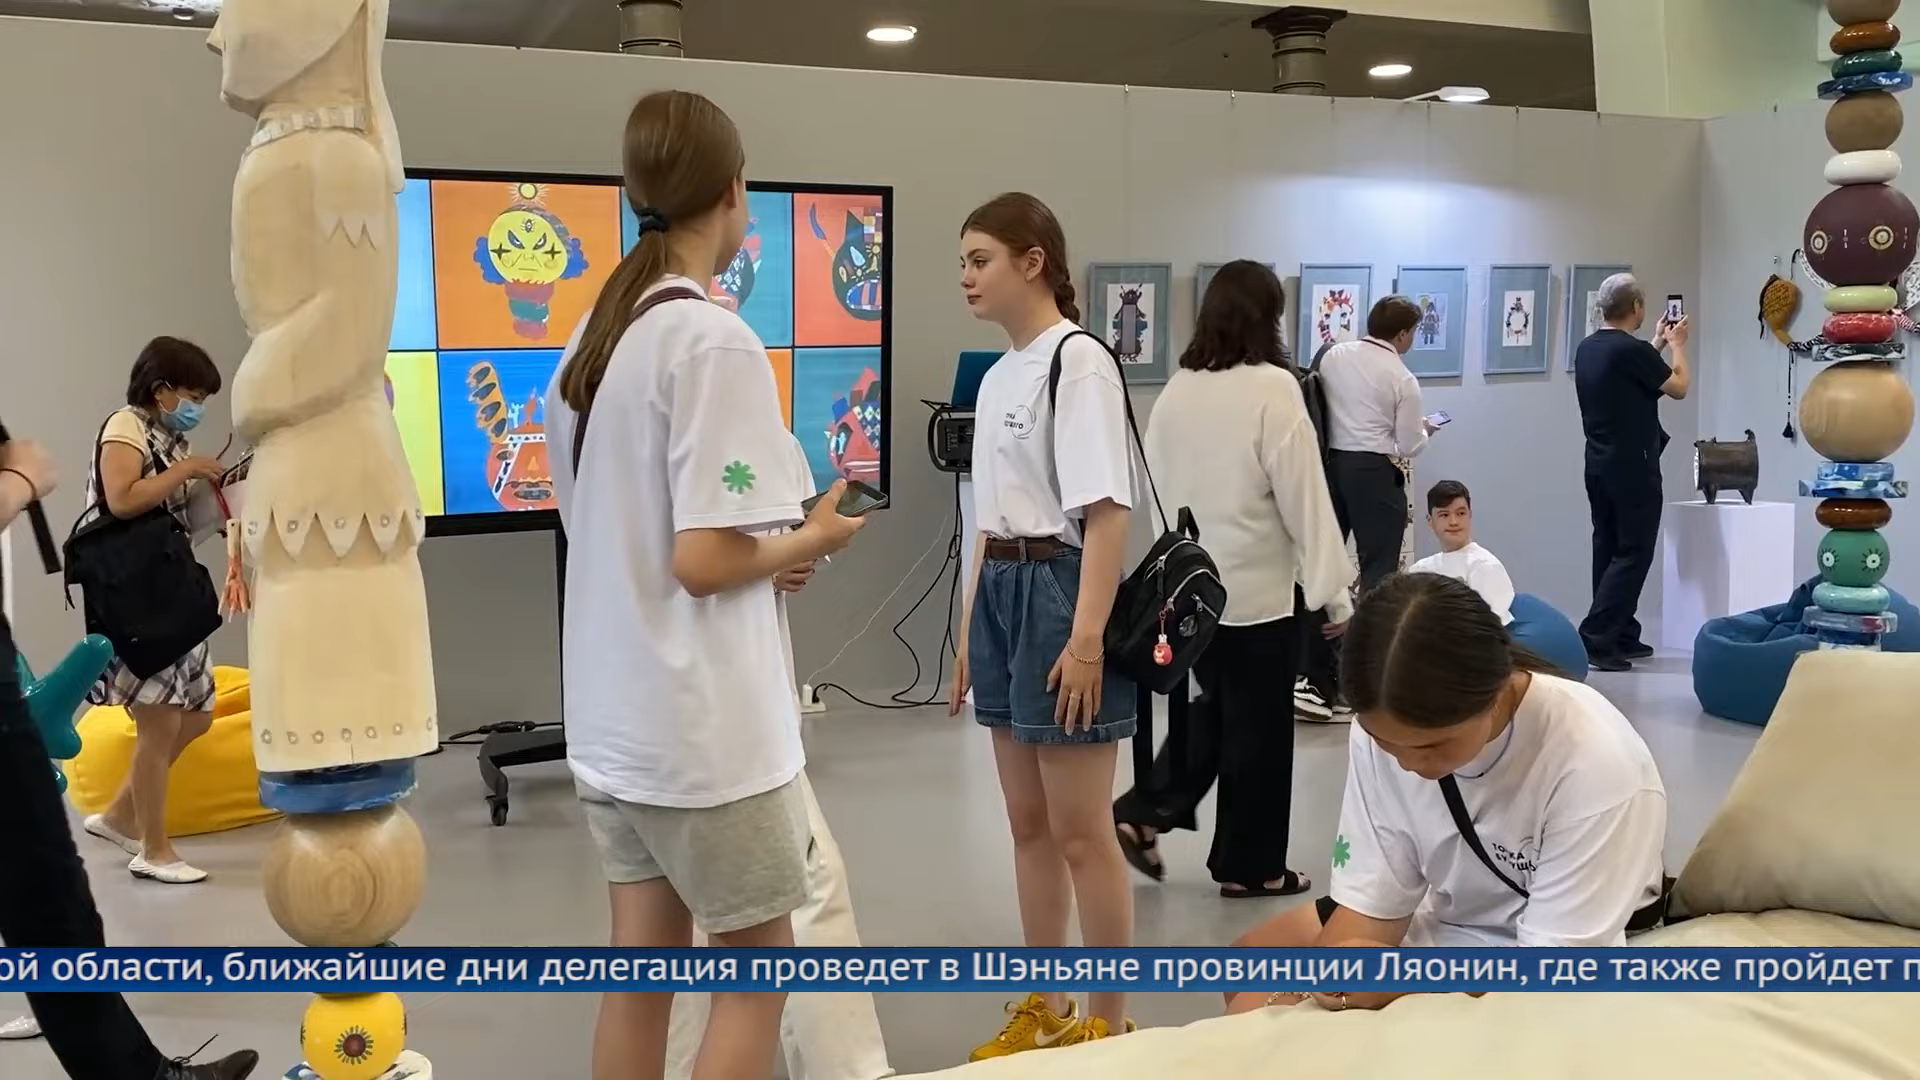 ой области, ближайшие дни делегация проведет в Шэньяне провинции Ляонин, где также пройдет п